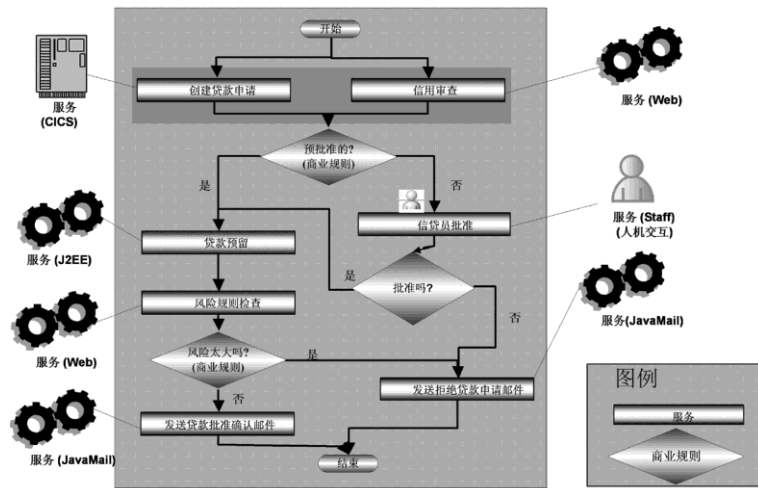 开始
创建贷款申请
信用审查
服务
(CICS)
服务 (Web)
预批准的?
(商业规则)
是
否
信贷员批准
服务 (Staff)
(人机交互)
服务 (J2EE)
贷款预留
是
批准吗?
风险规则检查
服务(JavaMail)
否
服务 (Web)
风险太大吗?
(商业规则)
是
发送拒绝贷款申请邮件
图例
否
服务
发送贷款批准确认邮件
服务 (JavaMail)
结束
商业规则